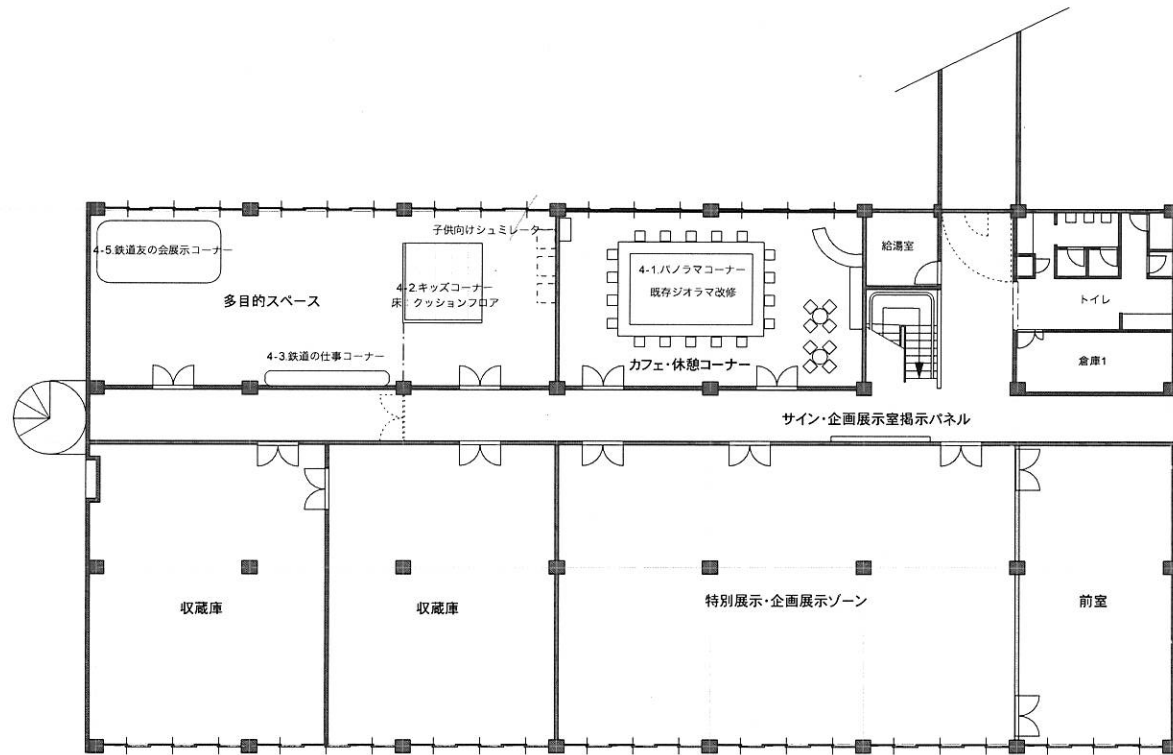 子供向けシュミレーター
4-5.鉄道友の会展示コーナー
給湯室
4-1.パノラマコーナー
既存ジオラマ改修
4-2.キッズコーナー
床：クッションフロア
多目的スペース
トイレ
4-3.鉄道の仕事コーナー
カフェ・休憩コーナー
倉庫1
サイン・企画展示室掲示パネル
収蔵庫
収蔵庫
特別展示・企画展示ゾーン
前室